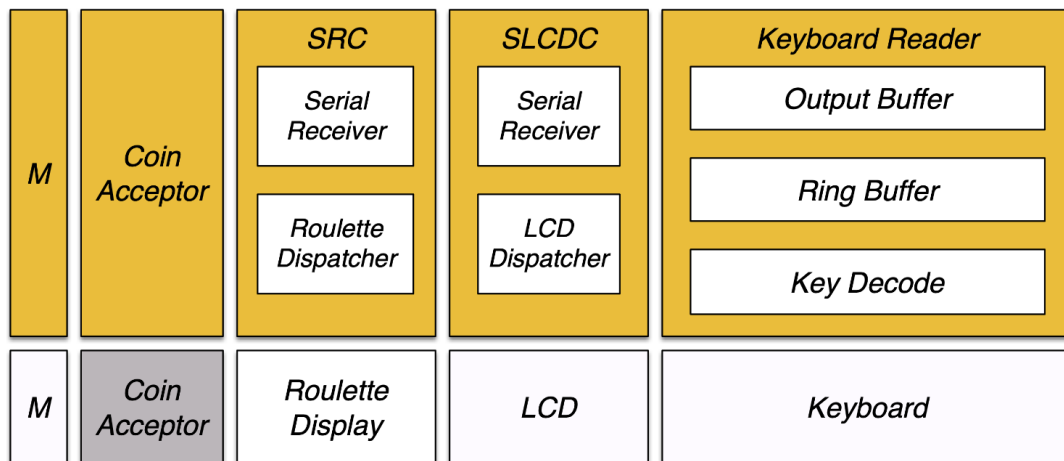 M
Coin
Acceptor
SRC
Serial
Receiver
Roulette
Dispatcher
SLCDC
Serial
Receiver
LCD
Dispatcher
Keyboard Reader
Output Buffer
Ring Buffer
Key Decode
M
Coin
Acceptor
Roulette
Display
LCD
Keyboard